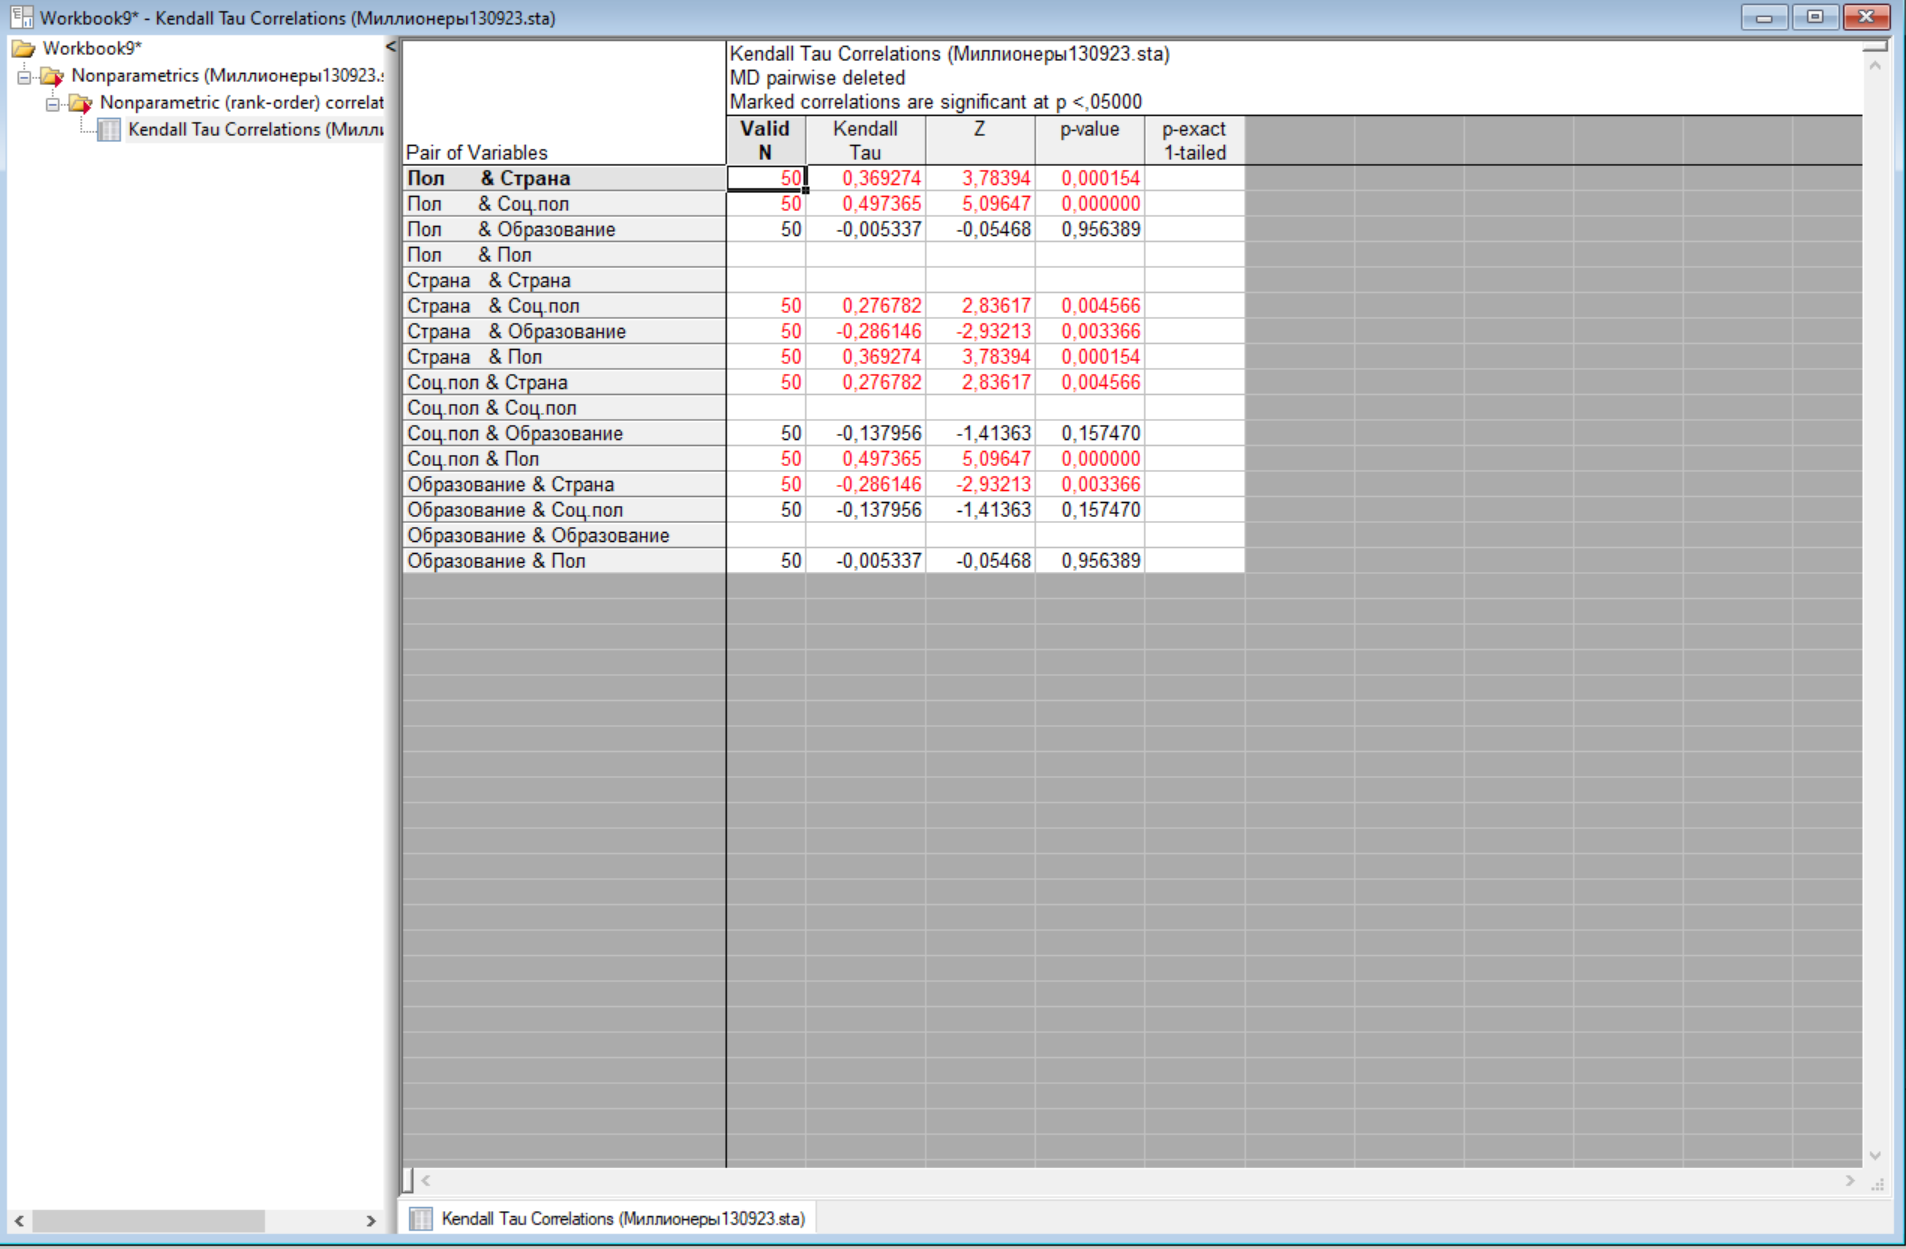 Workbook9* - Kendall Tau Correlations (Миллионеры130923.sta)
Workbook9*
Nonparametrics (Миллионеры130923.s
Nonparametric (rank-order) correlat
Kendall Tau Correlations (Милли
Kendall Tau Correlations (Миллионеры130923.sta)
MD pairwise deleted
Marked correlations are significant at p <,05000
Pair of Variables Valid N Kendall Tau Z p-value p-exact 1-tailed
Пол & Страна 50 0,369274 3,78394 0,000154
Пол & Соц.пол 50 0,497365 5,09647 0,000000
Пол & Образование 50 -0,005337 -0,05468 0,956389
Пол & Пол
Страна & Страна
Страна & Соц.пол 50 0,276782 2,83617 0,004566
Страна & Образование 50 -0,286146 -2,93213 0,003366
Страна & Пол 50 0,369274 3,78394 0,000154
Соц.пол & Страна 50 0,276782 2,83617 0,004566
Соц.пол & Соц.пол
Соц.пол & Образование 50 -0,137956 -1,41363 0,157470
Соц.пол & Пол 50 0,497365 5,09647 0,000000
Образование & Страна 50 -0,286146 -2,93213 0,003366
Образование & Соц.пол 50 -0,137956 -1,41363 0,157470
Образование & Образование
Образование & Пол 50 -0,005337 -0,05468 0,956389
Kendall Tau Correlations (Миллионеры130923.sta)